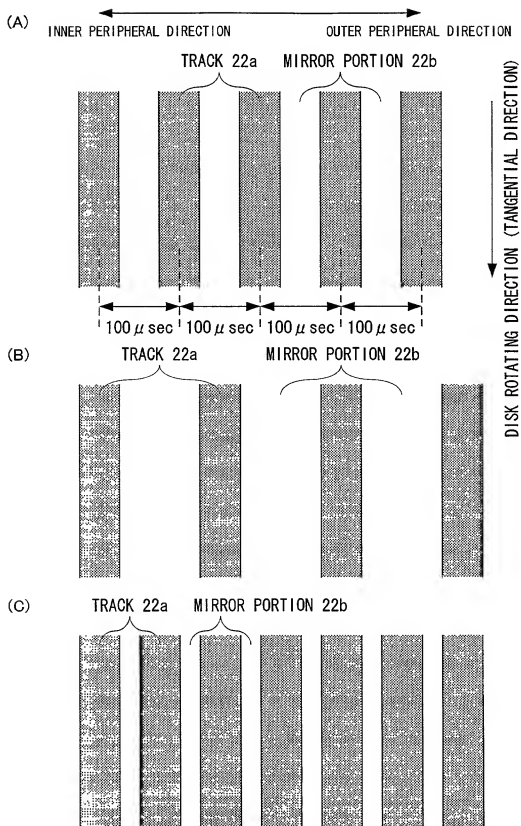 (A)
INNER PERIPHERAL DIRECTION
OUTER PERIPHERAL DIRECTION
TRACK 22a
MIRROR PORTION 22b
100 μ sec
100 μ sec
100 μ sec
100 μ sec
DISK ROTATING DIRECTION (TANGENTIAL DIRECTION)
(B)
TRACK 22a
MIRROR PORTION 22b
(C)
TRACK 22a
MIRROR PORTION 22b